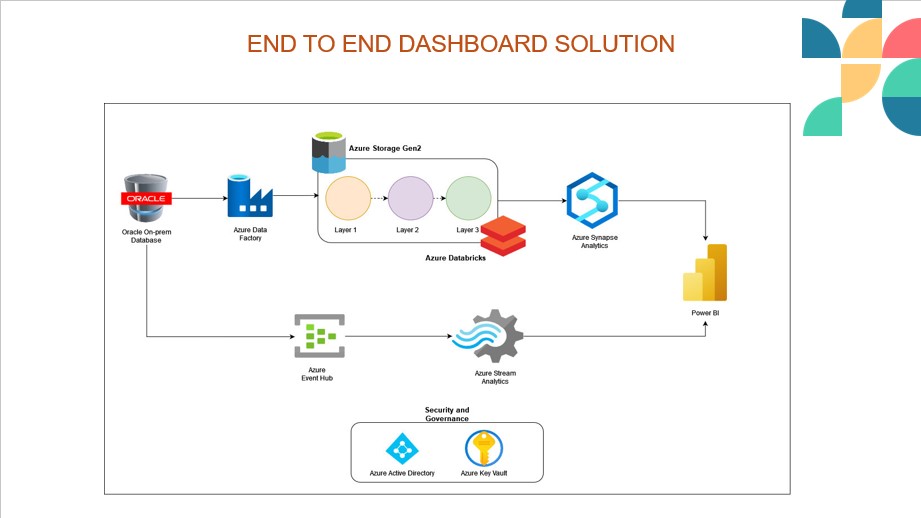 END TO END DASHBOARD SOLUTION
Azure Storage Gen2
ORACLE
Layer 1
Layer 2
Layer 3
Oracle On-prem
Database
Azure Data
Factory
Azure Synapse
Analytics
Azure Databricks
Power BI
Azure
Event Hub
Azure Stream
Analytics
Security and
Governance
Azure Active Directory
Azure Key Vault